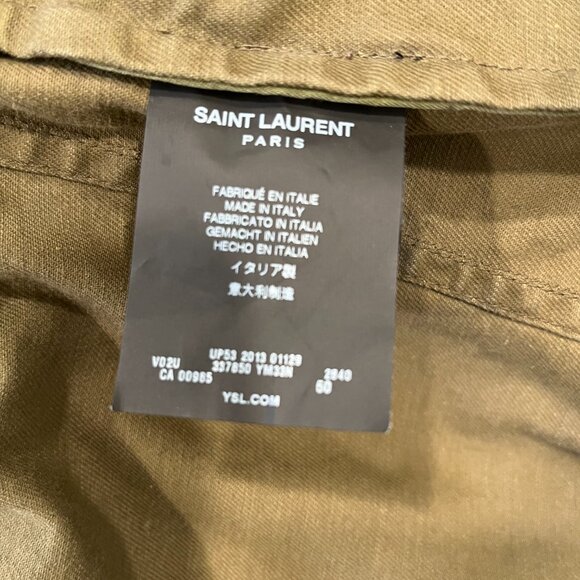 SAINT LAURENT
PARIS
FABRIQUÉ EN ITALIE
MADE IN ITALY
FABBRICATO IN ITALIA
GEMACHT IN ITALIEN
HECHO EN ITALIA
イタリア製
意大利制造
UP53 2013 01129
V02U 237850 YM33N 2840
CA 00985 50
YSL.COM